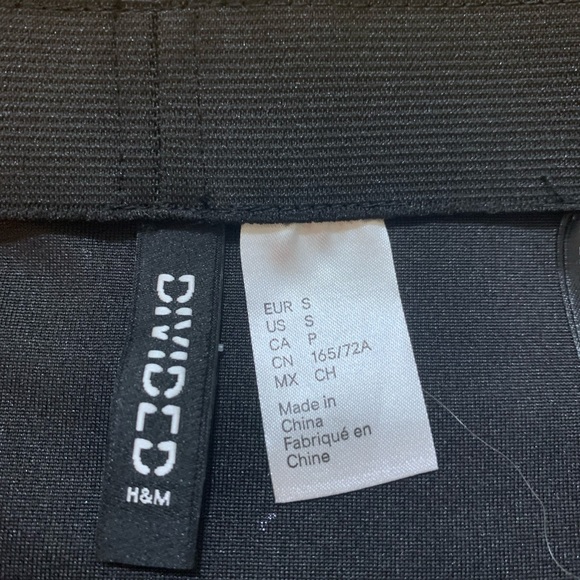 DIVIDED
H&M
EUR S
US S
CA P
CN 165/72A
MX CH
Made in
China
Fabriqué en
Chine